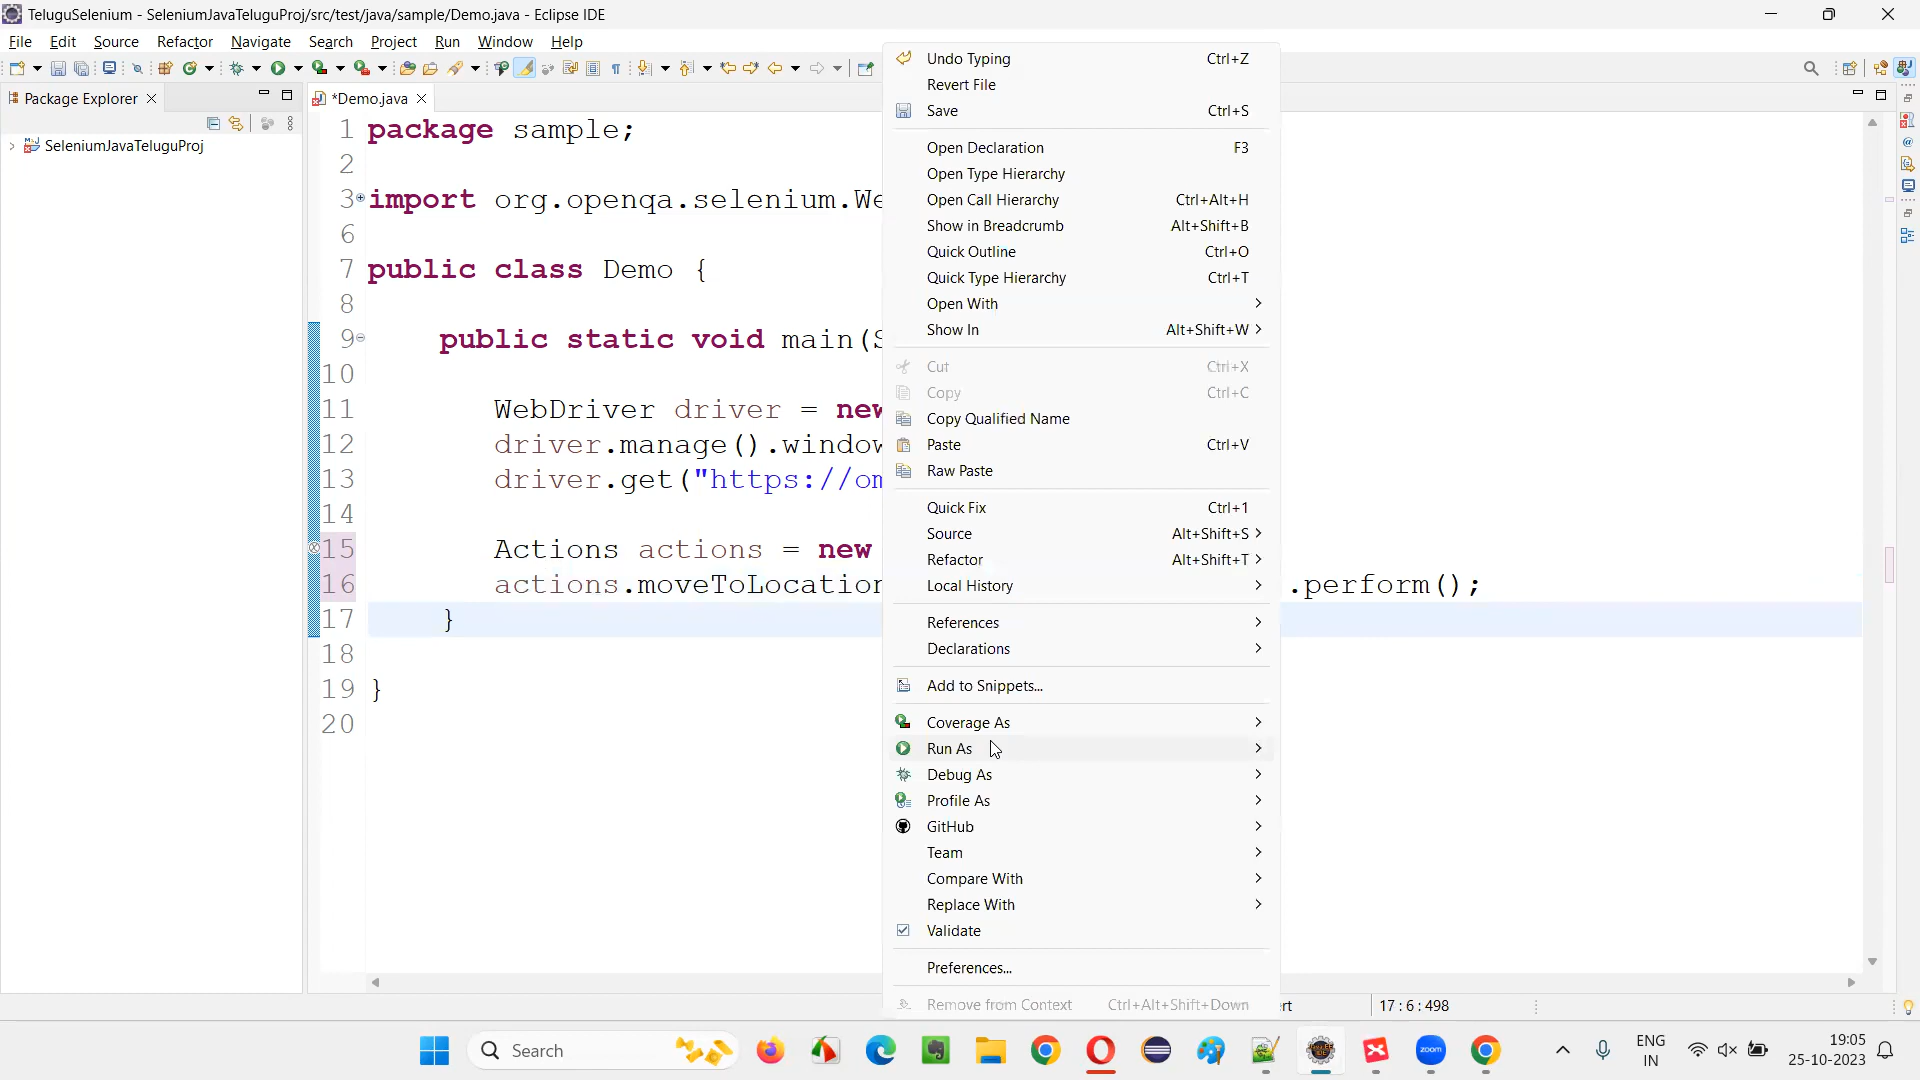 TeluguSelenium - SeleniumJavaTeluguProj/src/test/java/sample/Demo.java - Eclipse IDE
File Edit Source Refactor Navigate Search Project Run Window Help
Package Explorer
*Demo.java
SeleniumJavaTeluguProj
1 package sample;
2
3 import org.openqa.selenium.We
6
7 public class Demo {
8
9 public static void main(S
10
11 WebDriver driver = new
12 driver.manage().window
13 driver.get("https://om
14
15 Actions actions = new
16 actions.moveToLocation .perform();
17 }
18
19 }
20
Undo Typing Ctrl+Z
Revert File
Save Ctrl+S
Open Declaration F3
Open Type Hierarchy
Open Call Hierarchy Ctrl+Alt+H
Show in Breadcrumb Alt+Shift+B
Quick Outline Ctrl+O
Quick Type Hierarchy Ctrl+T
Open With
Show In Alt+Shift+W
Cut Ctrl+X
Copy Ctrl+C
Copy Qualified Name
Paste Ctrl+V
Raw Paste
Quick Fix Ctrl+1
Source Alt+Shift+S
Refactor Alt+Shift+T
Local History
References
Declarations
Add to Snippets...
Coverage As
Run As
Debug As
Profile As
GitHub
Team
Compare With
Replace With
Validate
Preferences...
Remove from Context Ctrl+Alt+Shift+Down
ert
17 : 6 : 498
Search
zoom
ENG
IN
19:05
25-10-2023